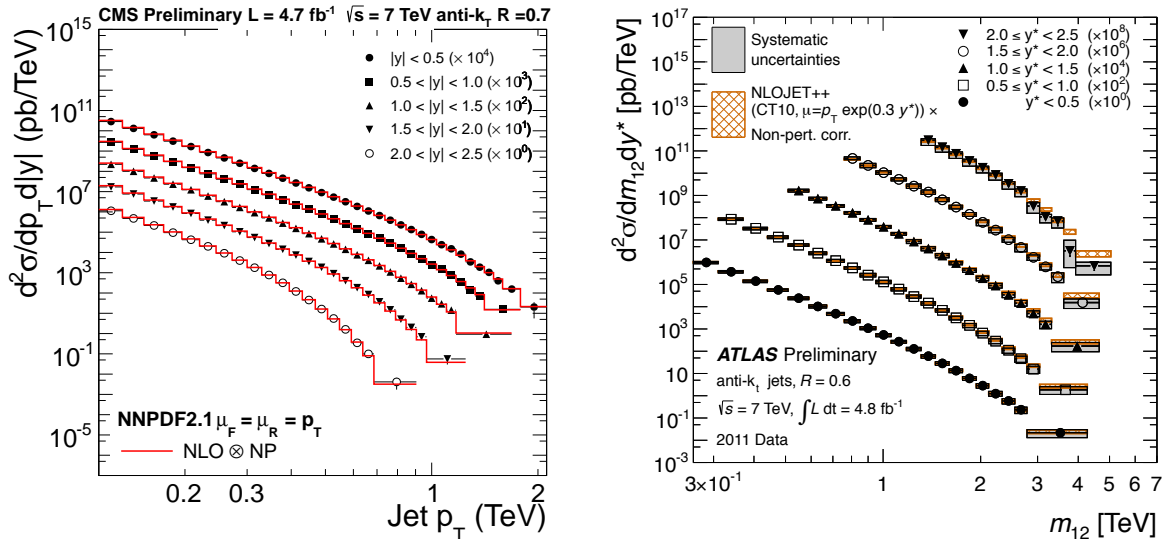 CMS Preliminary L = 4.7 fb⁻¹ √s = 7 TeV anti-k_T R =0.7
d²σ/dp_T d|y| (pb/TeV)
10¹⁵
10¹¹
10⁷
10³
10⁻¹
10⁻⁵
|y| < 0.5 (× 10⁴)
0.5 < |y| < 1.0 (× 10³)
1.0 < |y| < 1.5 (× 10²)
1.5 < |y| < 2.0 (× 10¹)
2.0 < |y| < 2.5 (× 10⁰)
NNPDF2.1 μ_F = μ_R = p_T
NLO ⊗ NP
0.2 0.3 1 2
Jet p_T (TeV)
d²σ/dm₁₂dy* [pb/TeV]
10¹⁷
10¹⁵
10¹³
10¹¹
10⁹
10⁷
10⁵
10³
10
10⁻¹
10⁻³
Systematic
uncertainties
NLOJET++
(CT10, μ=p_T exp(0.3 y*)) ×
Non-pert. corr.
2.0 ≤ y* < 2.5 (×10⁸)
1.5 ≤ y* < 2.0 (×10⁶)
1.0 ≤ y* < 1.5 (×10⁴)
0.5 ≤ y* < 1.0 (×10²)
y* < 0.5 (×10⁰)
ATLAS Preliminary
anti-k_t jets, R = 0.6
√s = 7 TeV, ∫L dt = 4.8 fb⁻¹
2011 Data
3×10⁻¹ 1 2 3 4 5 6 7
m₁₂ [TeV]